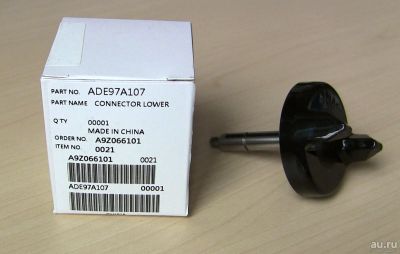 PART NO. ADE97A107
PART NAME CONNECTOR LOWER
Q TY 00001
MADE IN CHINA
ORDER NO. A9Z066101
ITEM NO. 0021
A9Z066101 0021
ADE97A107 00001
au.ru